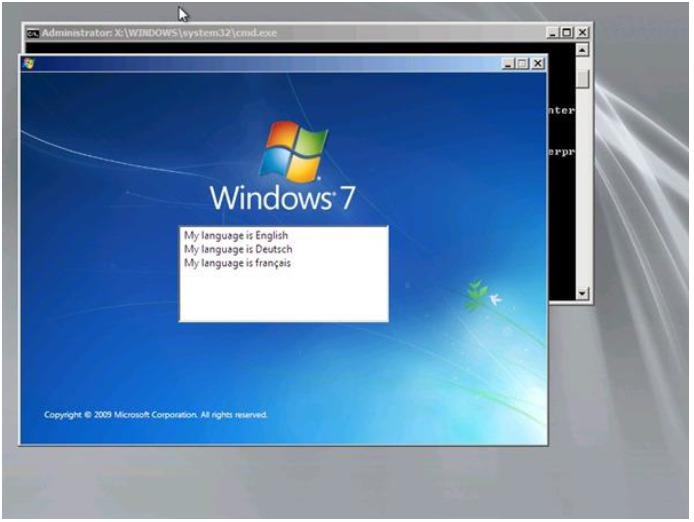 Administrator: X:\WINDOWS\system32\cmd.exe
nter
erpr
Windows 7
My language is English
My language is Deutsch
My language is français
Copyright © 2009 Microsoft Corporation. All rights reserved.